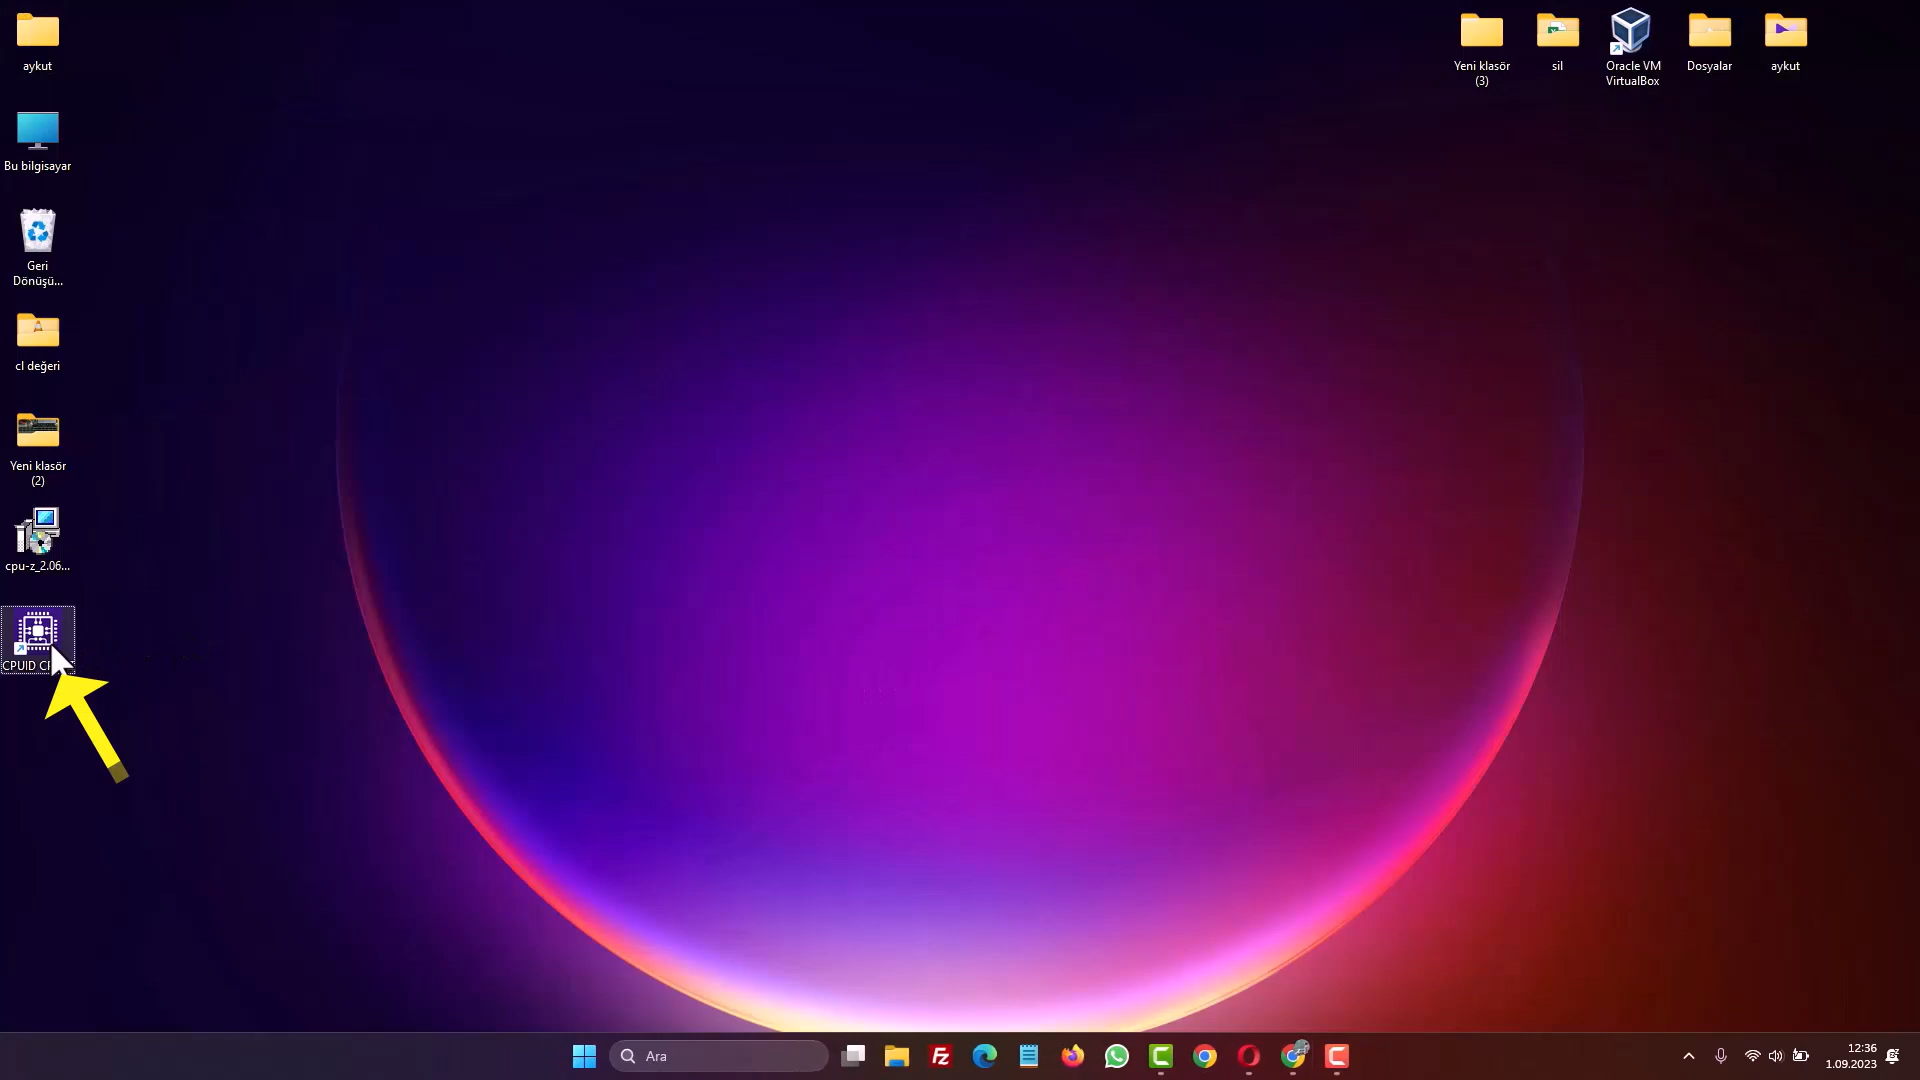 aykut
Bu bilgisayar
Geri
Dönüşü...
cl değeri
Yeni klasör
(2)
cpu-z_2.06...
CPUID
Yeni klasör
(3)
sil
Oracle VM
VirtualBox
Dosyalar
aykut
Ara
12:36
1.09.2023